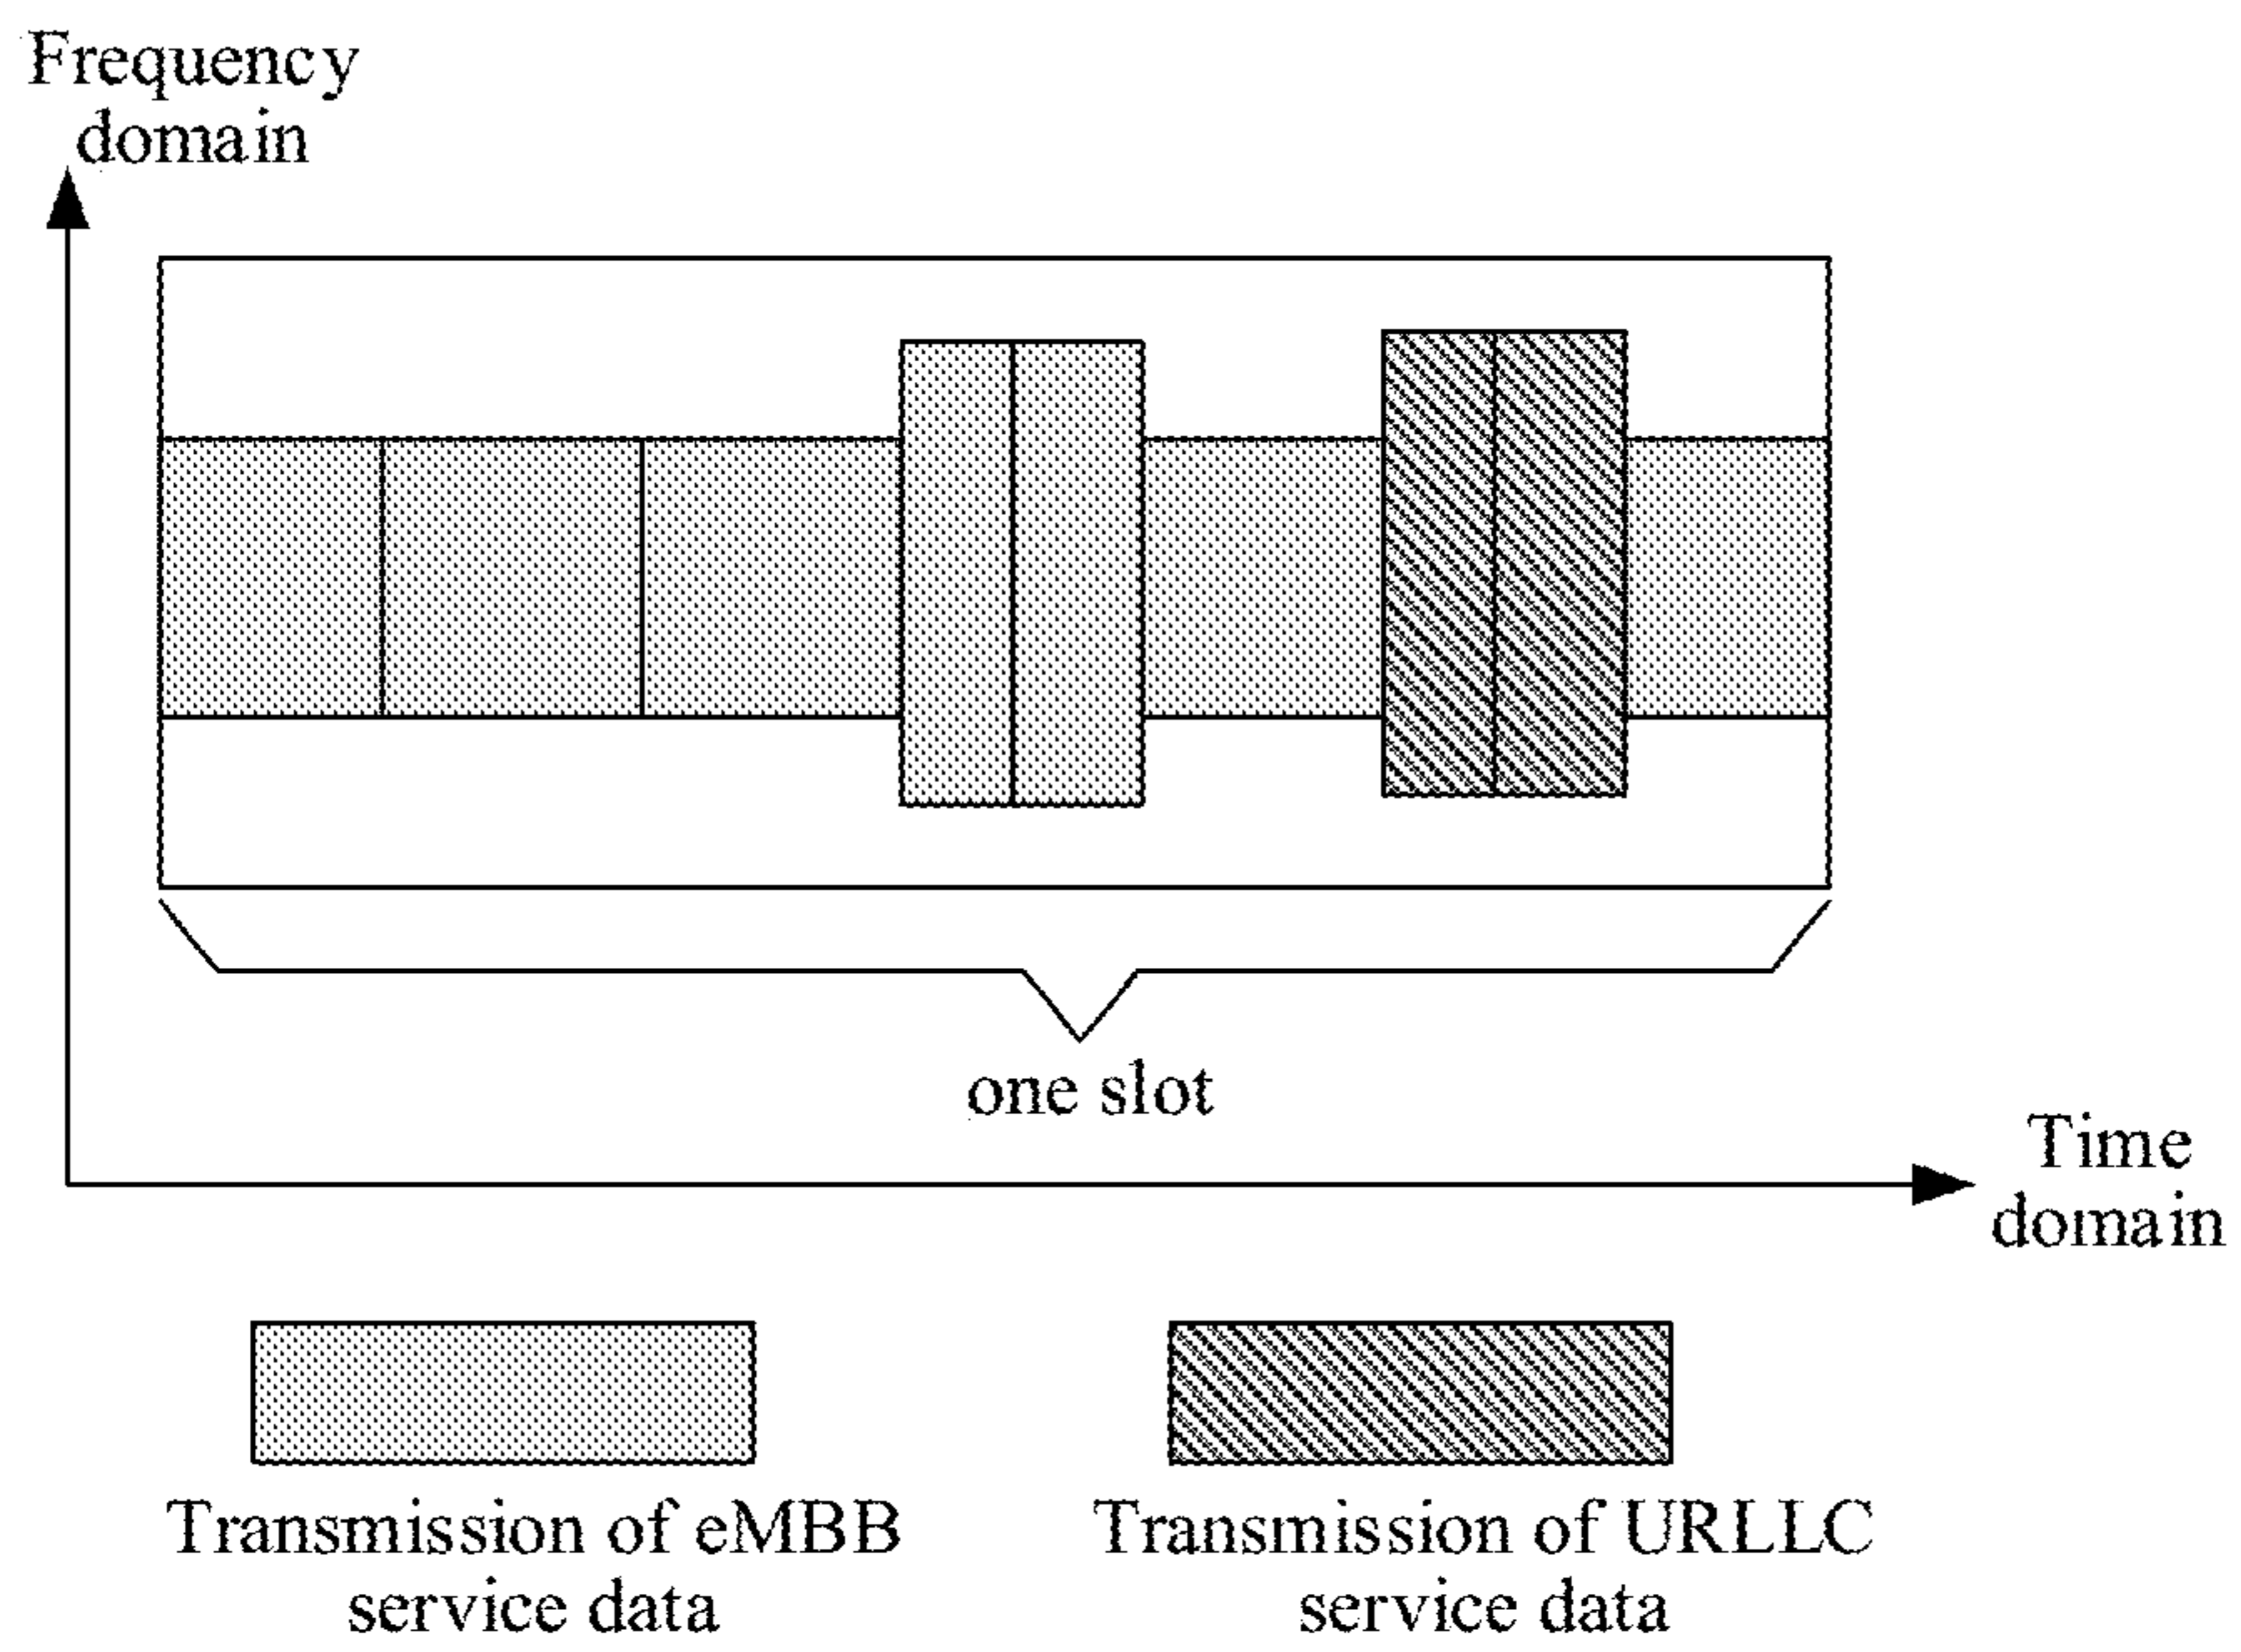 Frequency
domain
one slot
Time
domain
Transmission of eMBB
service data
Transmission of URLLC
service data